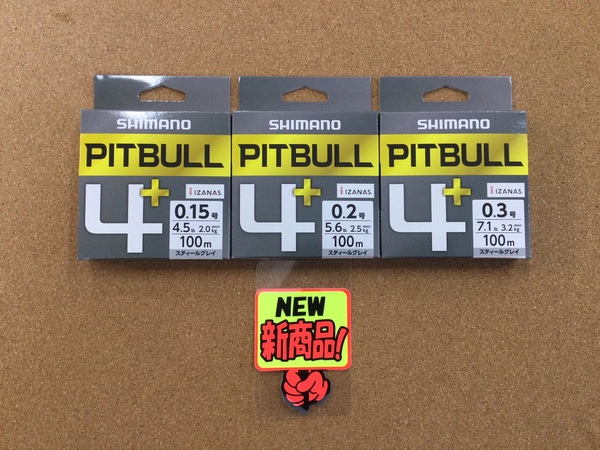 SHIMANO
PITBULL
4+
IZANAS
0.15号
4.5lb 2.0kg
100m
スティールグレイ
SHIMANO
PITBULL
4+
IZANAS
0.2号
5.6lb 2.5kg
100m
スティールグレイ
SHIMANO
PITBULL
4+
IZANAS
0.3号
7.1lb 3.2kg
100m
スティールグレイ
NEW
新商品!